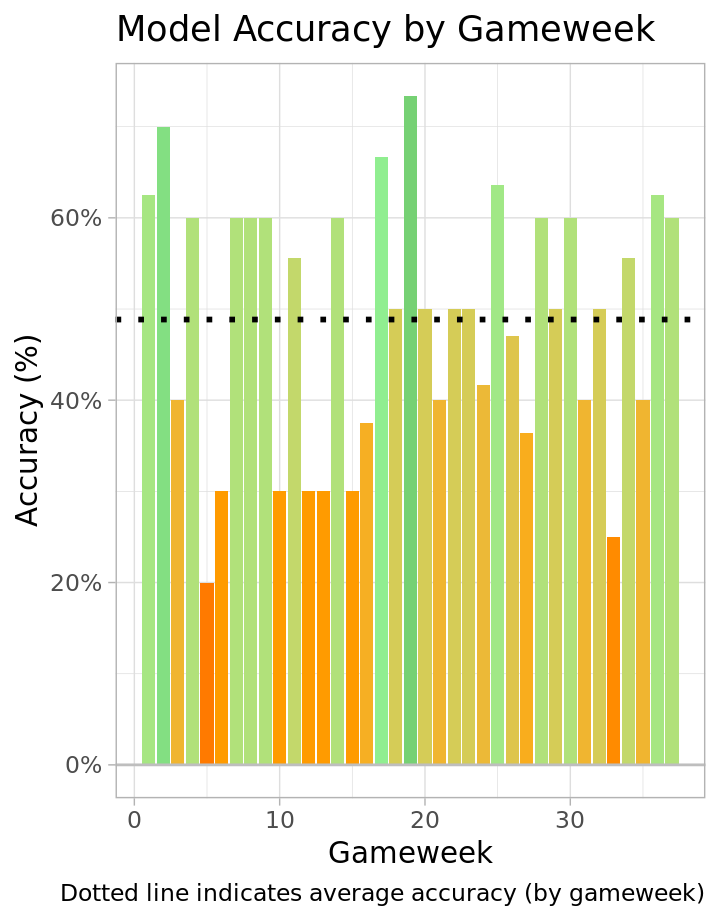 Model Accuracy by Gameweek
Accuracy (%)
60%
40%
20%
0%
0 10 20 30
Gameweek
Dotted line indicates average accuracy (by gameweek)